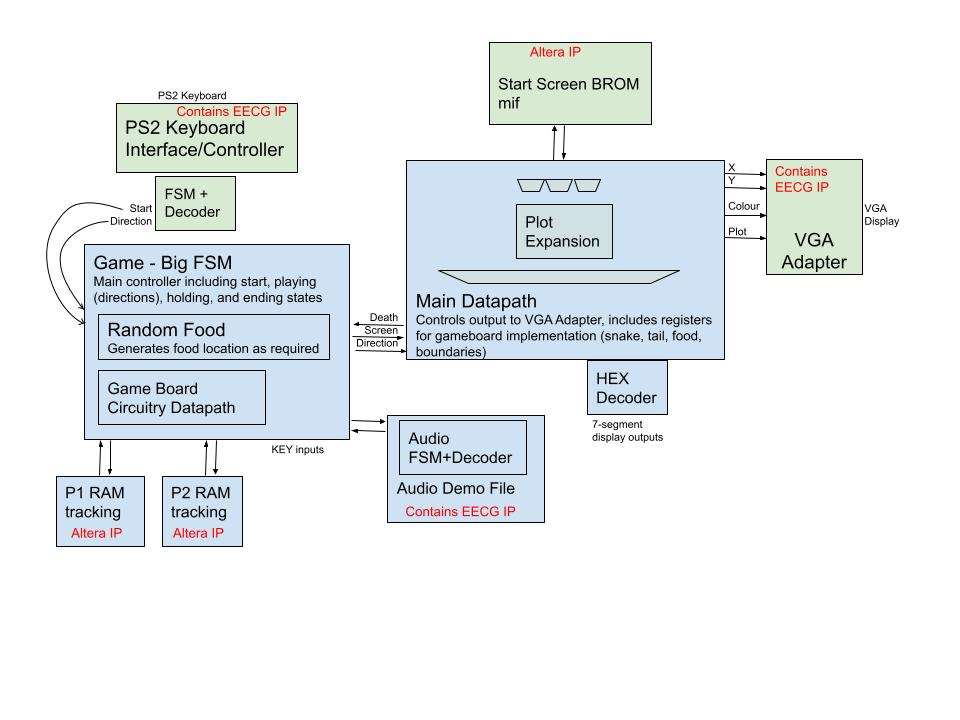 Altera IP
Start Screen BROM
mif
PS2 Keyboard
Contains EECG IP
PS2 Keyboard
Interface/Controller
FSM +
Decoder
Start
Direction
X
Y
Colour
Plot
Contains
EECG IP
VGA
Adapter
VGA
Display
Plot
Expansion
Main Datapath
Controls output to VGA Adapter, includes registers
for gameboard implementation (snake, tail, food,
boundaries)
Game - Big FSM
Main controller including start, playing
(directions), holding, and ending states
Random Food
Generates food location as required
Game Board
Circuitry Datapath
Death
Screen
Direction
HEX
Decoder
7-segment
display outputs
KEY inputs
Audio
FSM+Decoder
Audio Demo File
Contains EECG IP
P1 RAM
tracking
Altera IP
P2 RAM
tracking
Altera IP